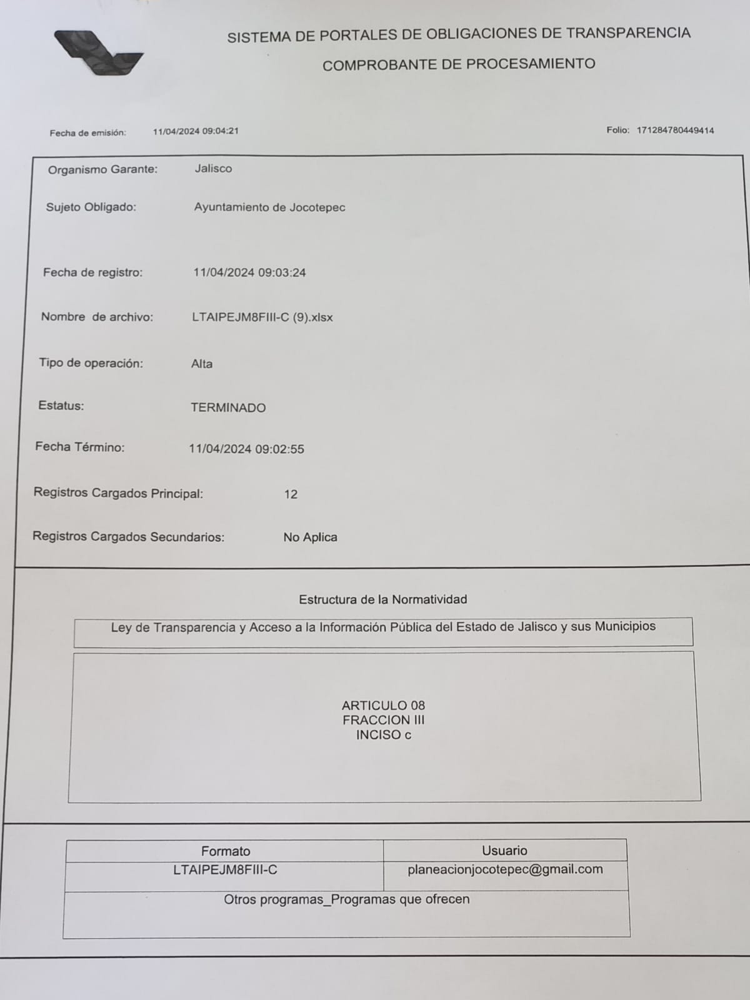 SISTEMA DE PORTALES DE OBLIGACIONES DE TRANSPARENCIA
COMPROBANTE DE PROCESAMIENTO
Fecha de emisión: 11/04/2024 09:04:21 Folio: 171284780449414
Organismo Garante: Jalisco
Sujeto Obligado: Ayuntamiento de Jocotepec
Fecha de registro: 11/04/2024 09:03:24
Nombre de archivo: LTAIPEJM8FIII-C (9).xlsx
Tipo de operación: Alta
Estatus: TERMINADO
Fecha Término: 11/04/2024 09:02:55
Registros Cargados Principal: 12
Registros Cargados Secundarios: No Aplica
Estructura de la Normatividad
Ley de Transparencia y Acceso a la Información Pública del Estado de Jalisco y sus Municipios
ARTICULO 08
FRACCION III
INCISO c
Formato Usuario
LTAIPEJM8FIII-C planeacionjocotepec@gmail.com
Otros programas_Programas que ofrecen